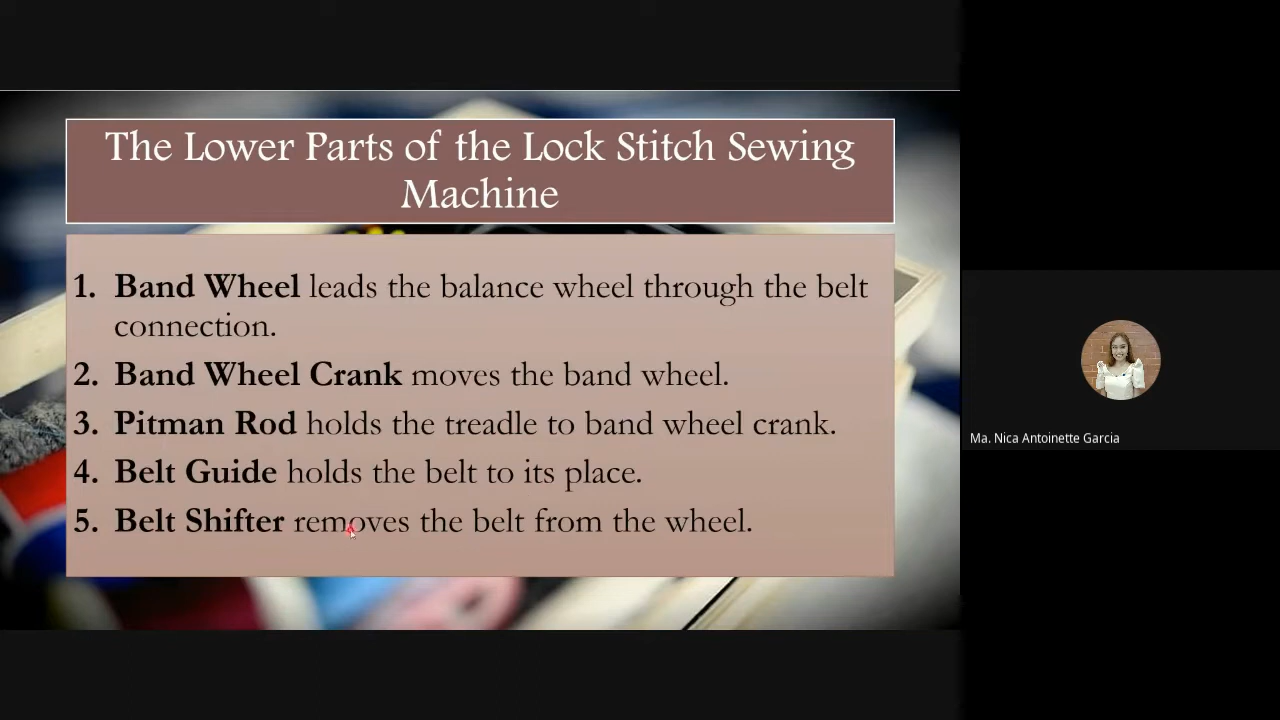 The Lower Parts of the Lock Stitch Sewing
Machine
1. Band Wheel leads the balance wheel through the belt
connection.
2. Band Wheel Crank moves the band wheel.
3. Pitman Rod holds the treadle to band wheel crank.
4. Belt Guide holds the belt to its place.
5. Belt Shifter removes the belt from the wheel.
Ma. Nica Antoinette Garcia